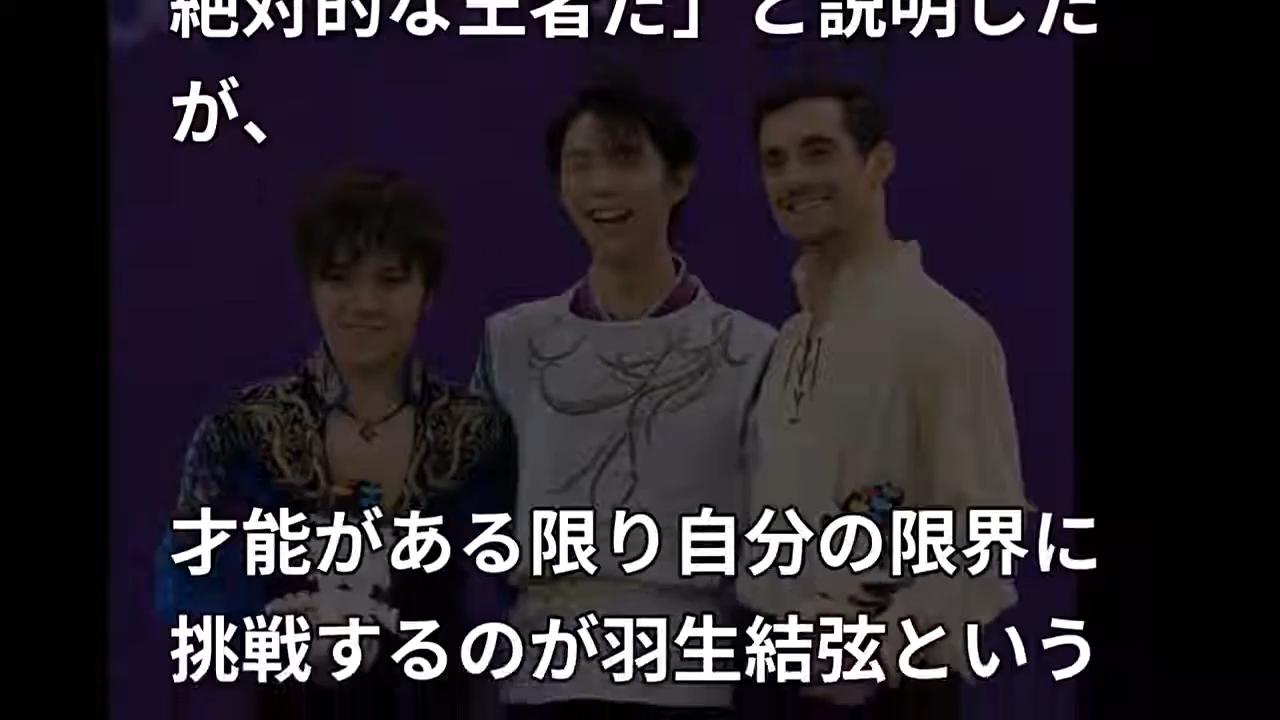 絶対的な王者だ」と説明した
が、
才能がある限り自分の限界に
挑戦するのが羽生結弦という